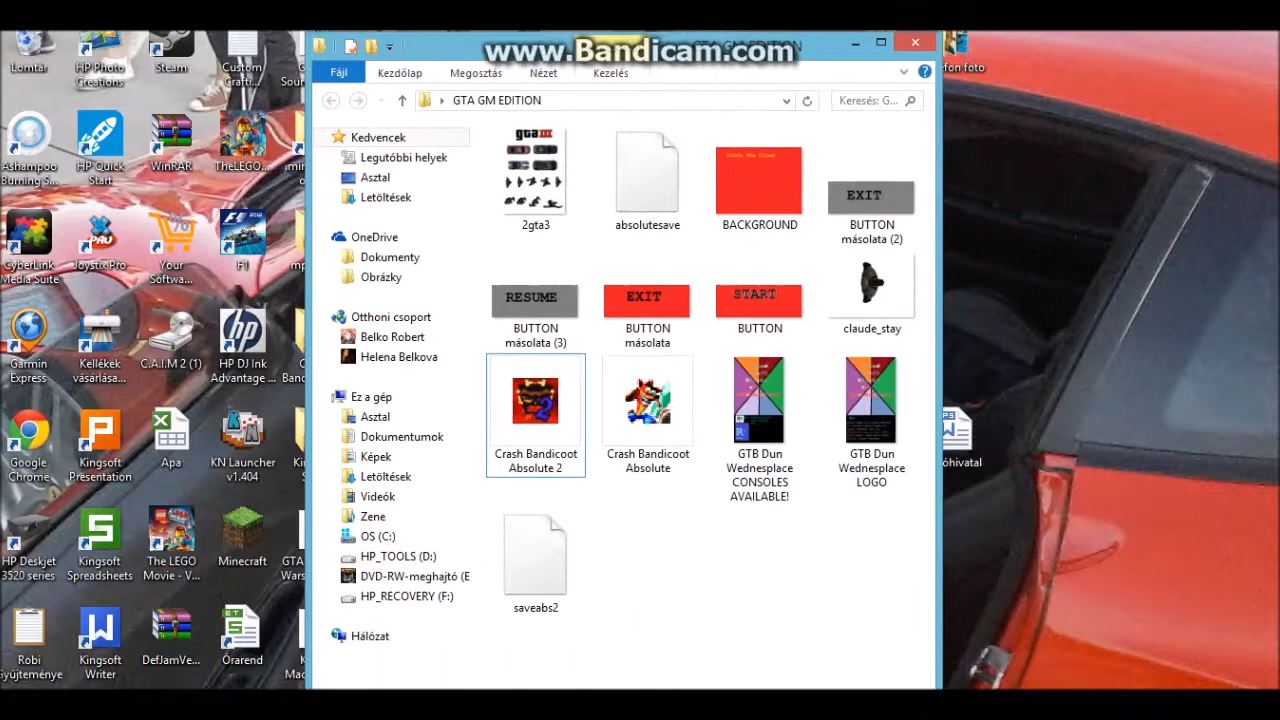 www.Bandicam.com
GTA GM EDITION
Fájl
Kezdőlap
Megosztás
Nézet
Kezelés
GTA GM EDITION
Keresés: G...
Kedvencek
Legutóbbi helyek
Asztal
Letöltések
OneDrive
Dokumenty
Obrázky
Otthoni csoport
Belko Robert
Helena Belkova
Ez a gép
Asztal
Dokumentumok
Képek
Letöltések
Videók
Zene
OS (C:)
HP_TOOLS (D:)
DVD-RW-meghajtó (E
HP_RECOVERY (F:)
Hálózat
gta
2gta3
absolutesave
BACKGROUND
EXIT
BUTTON
másolata (2)
RESUME
BUTTON
másolata (3)
EXIT
BUTTON
másolata
START
BUTTON
claude_stay
Crash Bandicoot
Absolute 2
Crash Bandicoot
Absolute
GTB Dun
Wednesplace
CONSOLES
AVAILABLE!
GTB Dun
Wednesplace
LOGO
saveabs2
Lomtár
HP Photo
Creations
Steam
Custom
Graffi...
Ashampoo
Burning S...
HP Quick
Start
WinRAR
TheLEGO...
CyberLink
Media Suite
Joystix Pro
Your
Softwa...
F1
Garmin
Express
Kellékek
vásárlása...
C.A.I.M 2 (1)
HP DJ Ink
Advantage ...
Google
Chrome
Kingsoft
Presentation
Apa
KN Launcher
v1.404
HP Deskjet
3520 series
Kingsoft
Spreadsheets
The LEGO
Movie - V...
Minecraft
Robi
Gyűjteménye
Kingsoft
Writer
DefJamVe...
Órarend